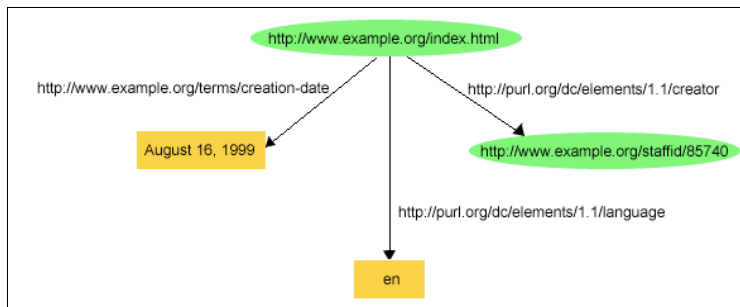 http://www.example.org/index.html
http://www.example.org/terms/creation-date
http://purl.org/dc/elements/1.1/creator
August 16, 1999
http://www.example.org/staffid/85740
http://purl.org/dc/elements/1.1/language
en